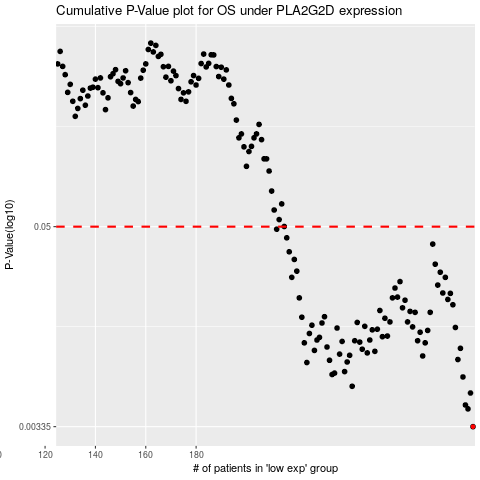 Cumulative P-Value plot for OS under PLA2G2D expression
P-Value(log10)
0.05
0.00335
0 120 140 160 180
# of patients in 'low exp' group